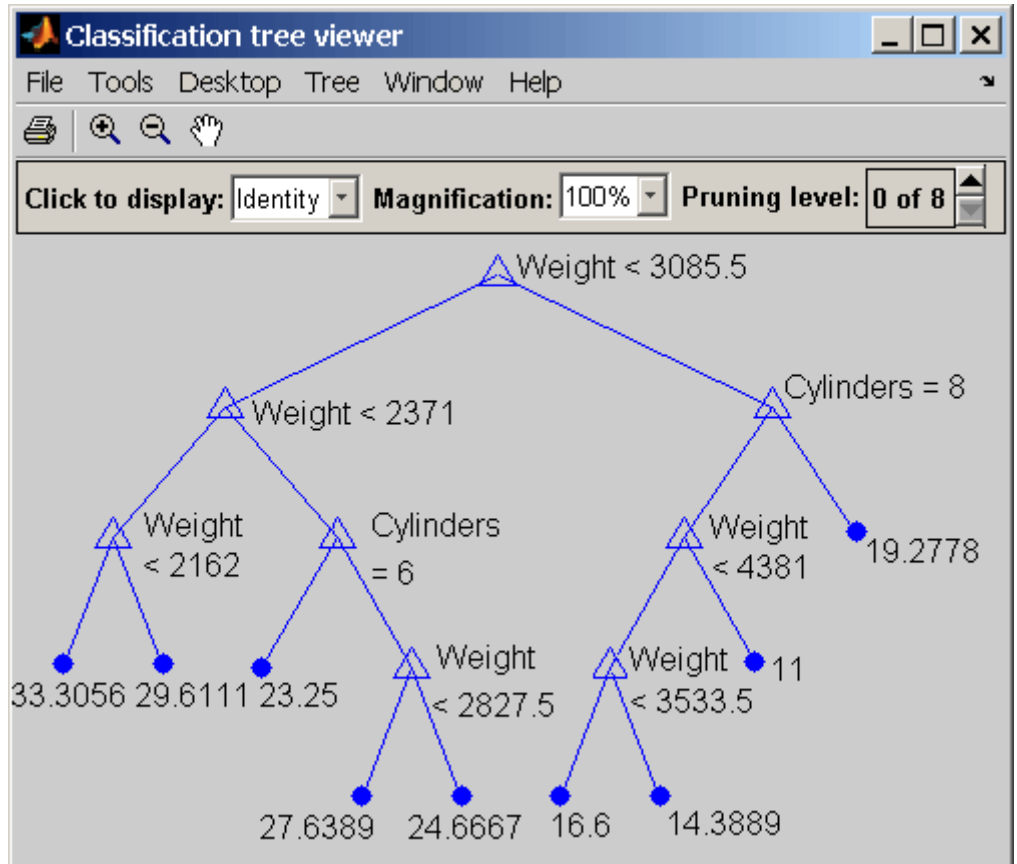 Classification tree viewer
File Tools Desktop Tree Window Help
Click to display: Identity Magnification: 100% Pruning level: 0 of 8
Weight < 3085.5
Weight < 2371
Cylinders = 8
Weight
< 2162
Cylinders
= 6
Weight
< 4381
19.2778
33.3056
29.6111
23.25
Weight
< 2827.5
Weight
< 3533.5
11
27.6389
24.6667
16.6
14.3889